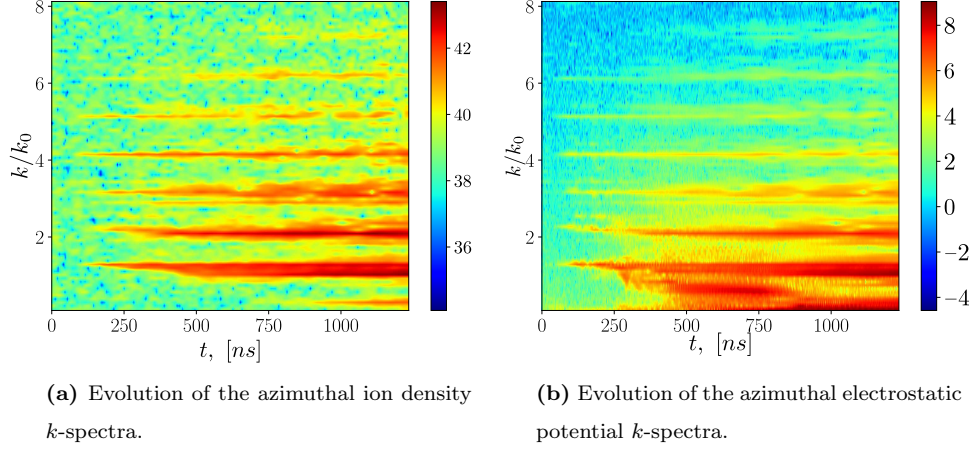 8
6
4
2
k/k₀
0 250 500 750 1000
t, [ns]
42
40
38
36
8
6
4
2
k/k₀
0 250 500 750 1000
t, [ns]
8
6
4
2
0
−2
−4
(a) Evolution of the azimuthal ion density
k-spectra.
(b) Evolution of the azimuthal electrostatic
potential k-spectra.